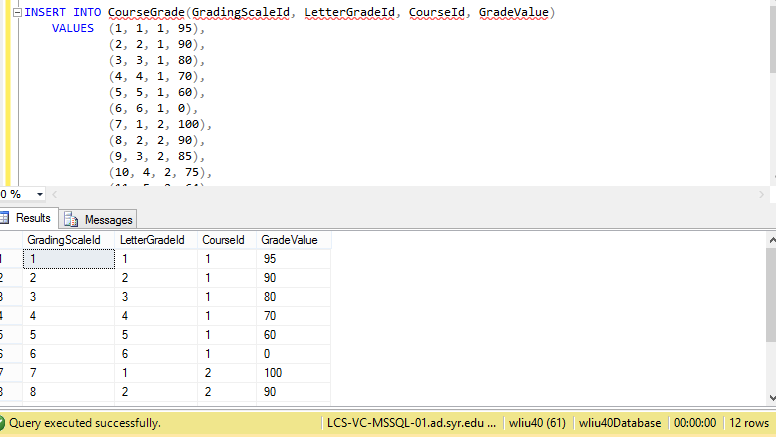 INSERT INTO CourseGrade(GradingScaleId, LetterGradeId, CourseId, GradeValue)
VALUES (1, 1, 1, 95),
(2, 2, 1, 90),
(3, 3, 1, 80),
(4, 4, 1, 70),
(5, 5, 1, 60),
(6, 6, 1, 0),
(7, 1, 2, 100),
(8, 2, 2, 90),
(9, 3, 2, 85),
(10, 4, 2, 75),
0 %
Results Messages
GradingScaleId LetterGradeId CourseId GradeValue
1 1 1 1 95
2 2 2 1 90
3 3 3 1 80
4 4 4 1 70
5 5 5 1 60
6 6 6 1 0
7 7 1 2 100
8 8 2 2 90
Query executed successfully. LCS-VC-MSSQL-01.ad.syr.edu ... wliu40 (61) wliu40Database 00:00:00 12 rows